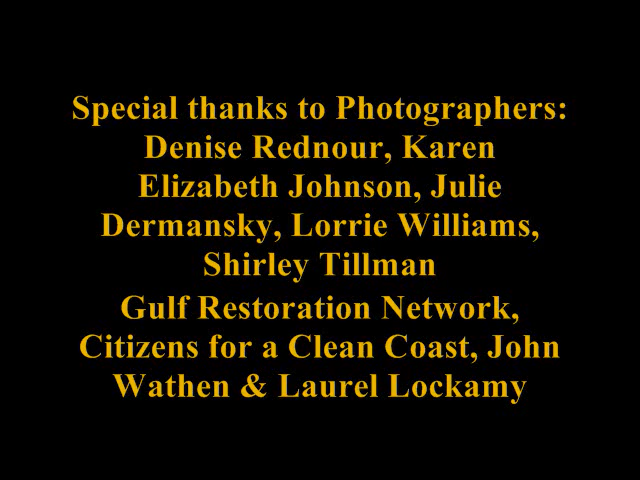 Special thanks to Photographers:
Denise Rednour, Karen
Elizabeth Johnson, Julie
Dermansky, Lorrie Williams,
Shirley Tillman
Gulf Restoration Network,
Citizens for a Clean Coast, John
Wathen & Laurel Lockamy